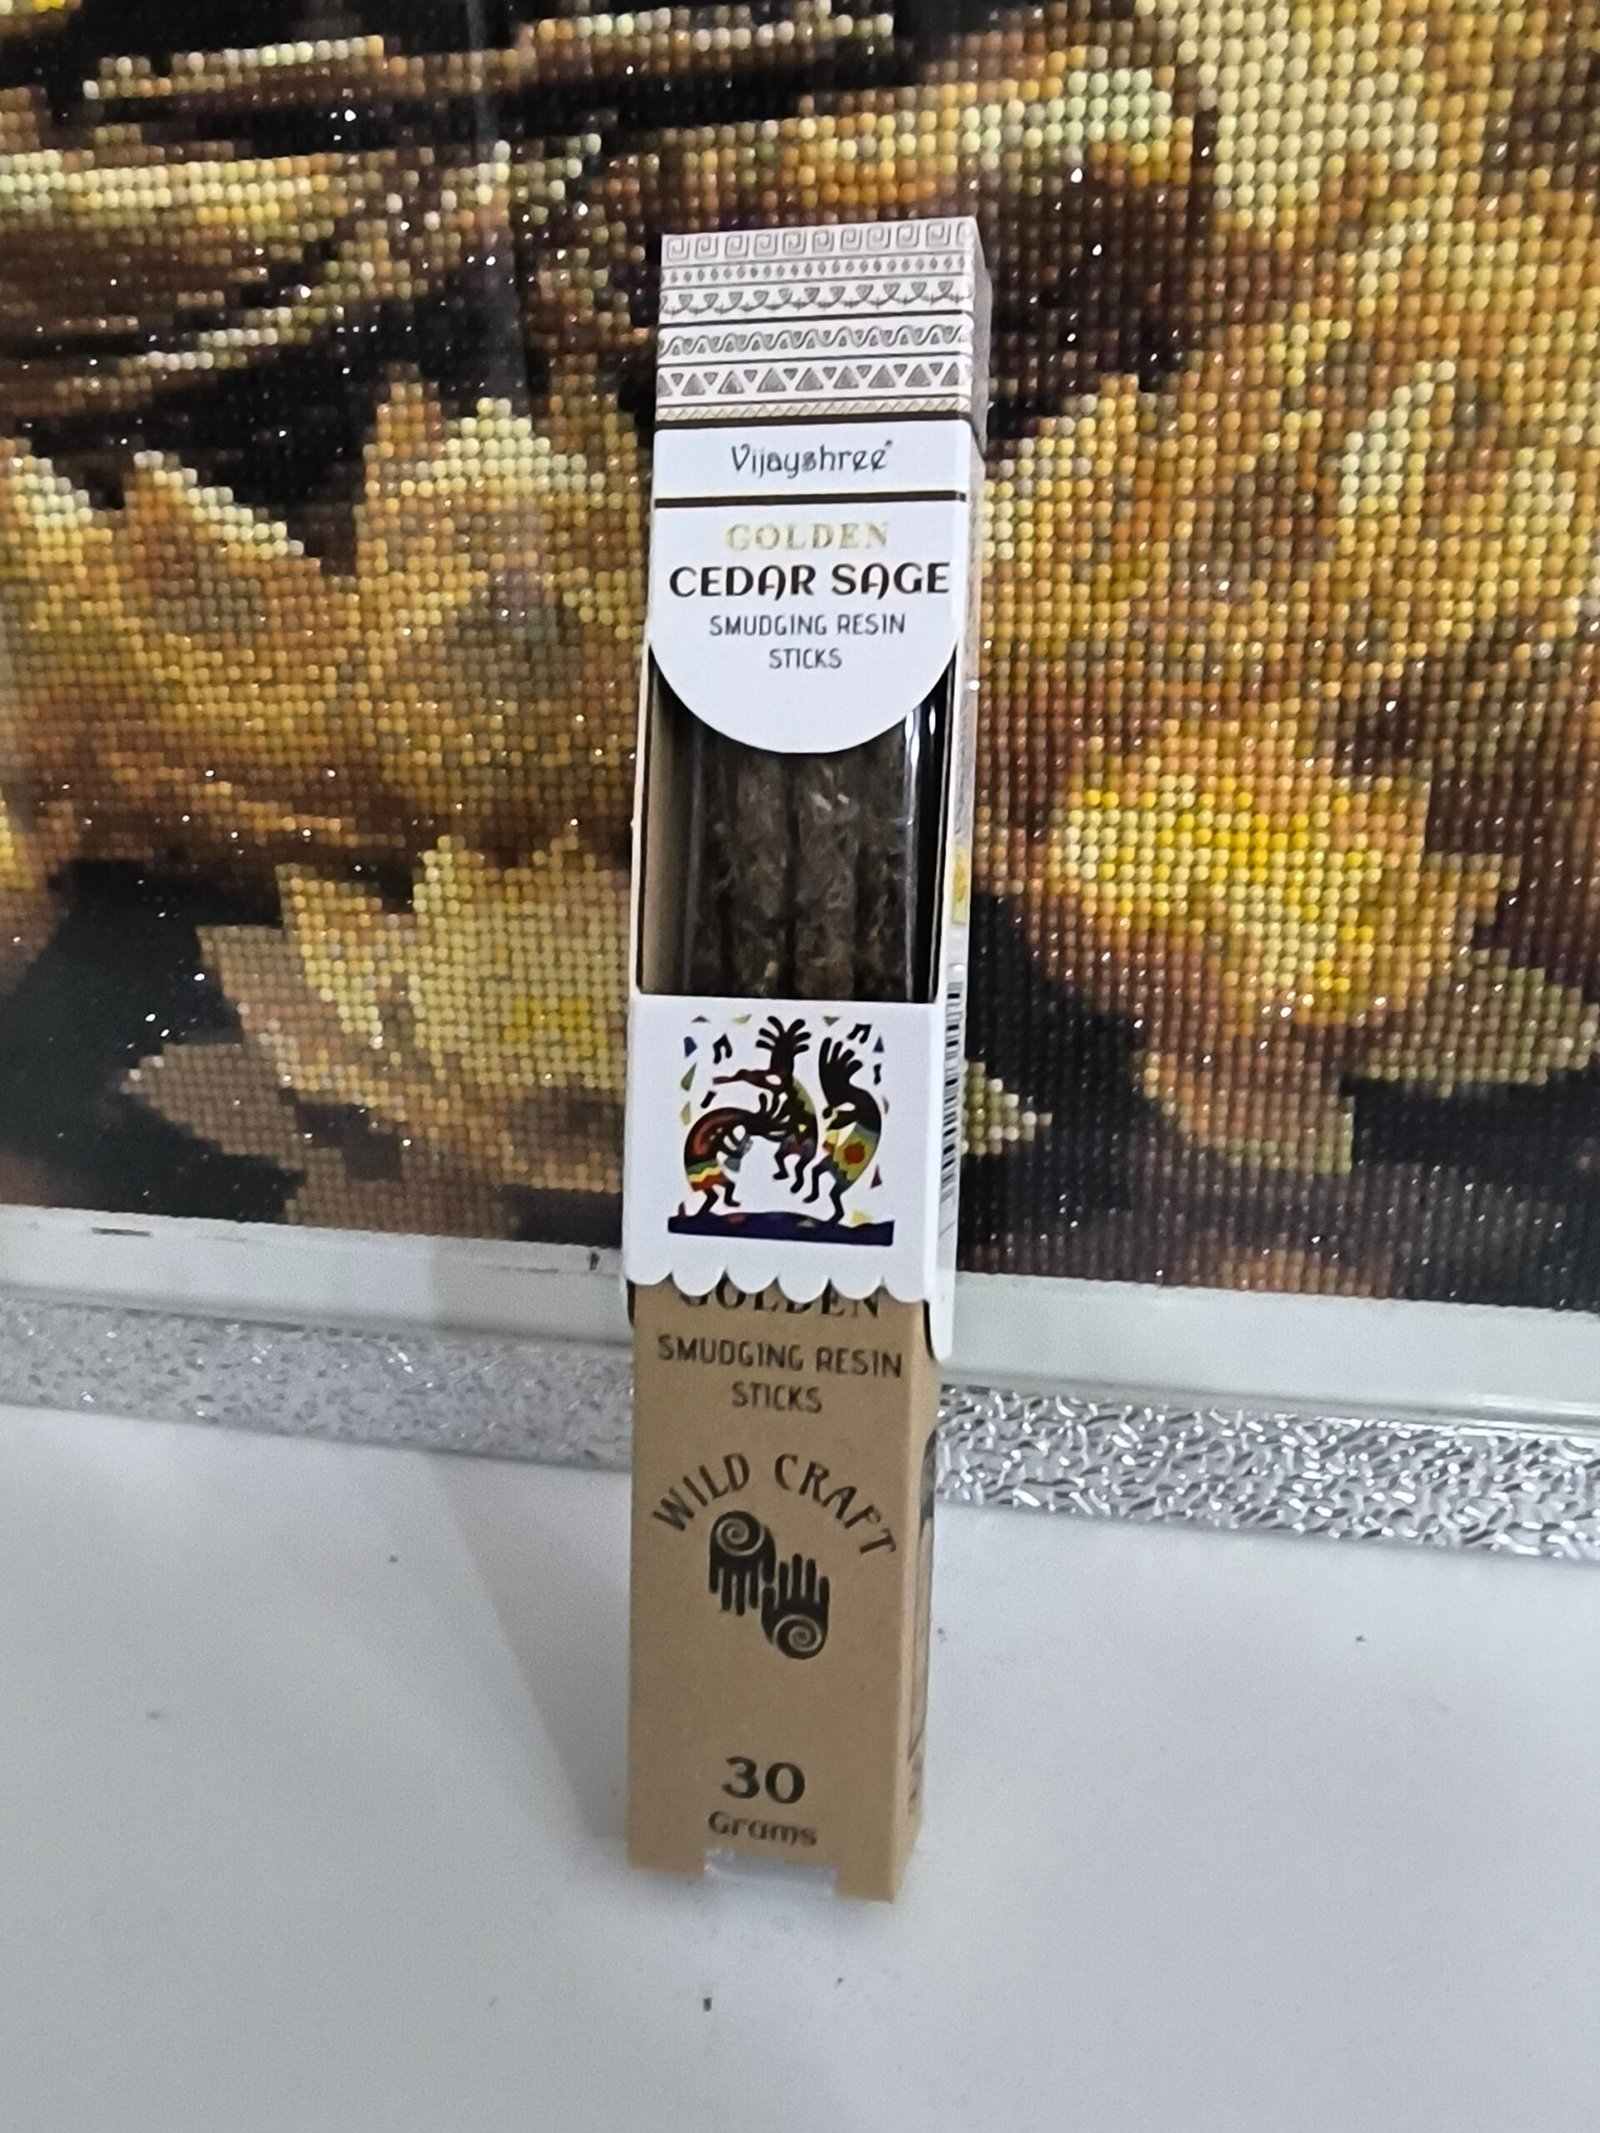 Vijayshree
GOLDEN
CEDAR SAGE
SMUDGING RESIN
STICKS
GOLDEN
SMUDGING RESIN
STICKS
WILD CRAFT
30
Grams